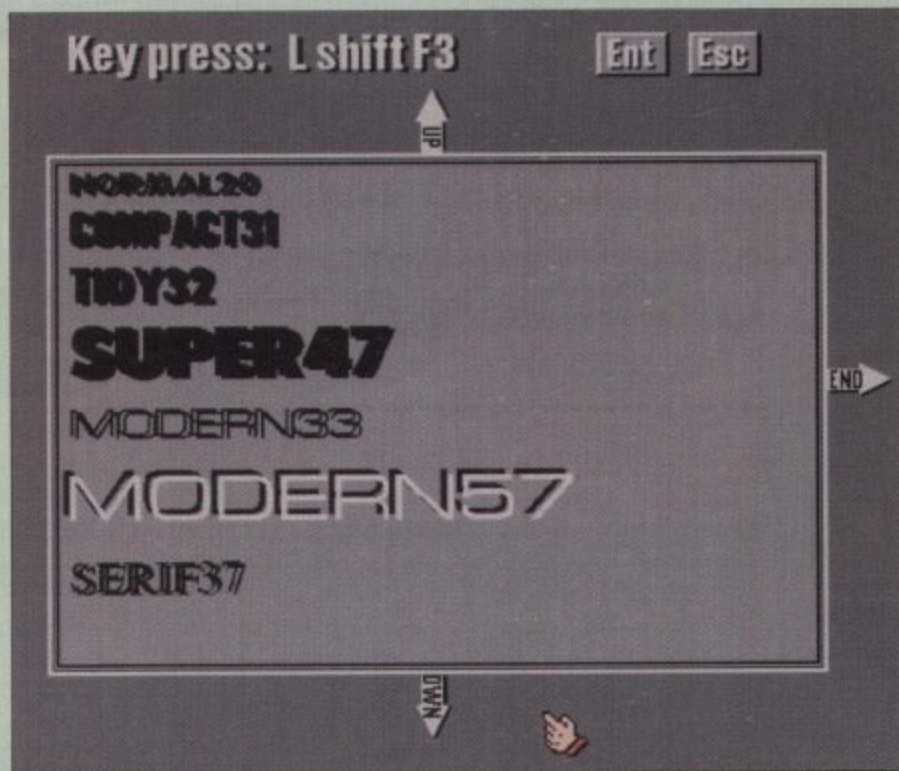 Key press: L shift F3 Ent Esc
UP
NORMAL20
COMPACT31
TIDY32
SUPER47
END
MODERN33
MODERN57
SERIF37
DWN